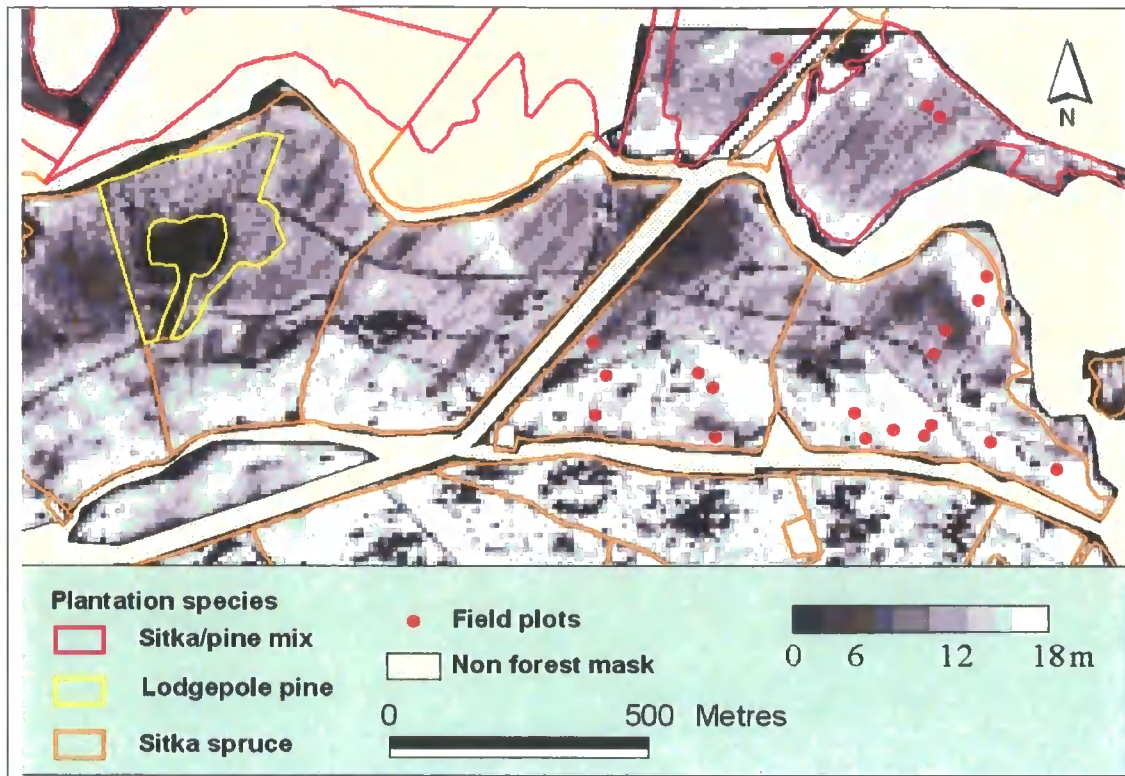 N
Plantation species
Sitka/pine mix
Lodgepole pine
Sitka spruce
Field plots
Non forest mask
0 500 Metres
0 6 12 18m